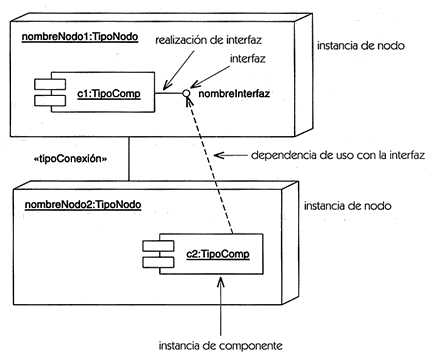 realización de interfaz
nombreNodo1:TipoNodo
instancia de nodo
interfaz
c1:TipoComp
nombreInterfaz
«tipoConexión»
dependencia de uso con la interfaz
nombreNodo2:TipoNodo
instancia de nodo
c2:TipoComp
instancia de componente